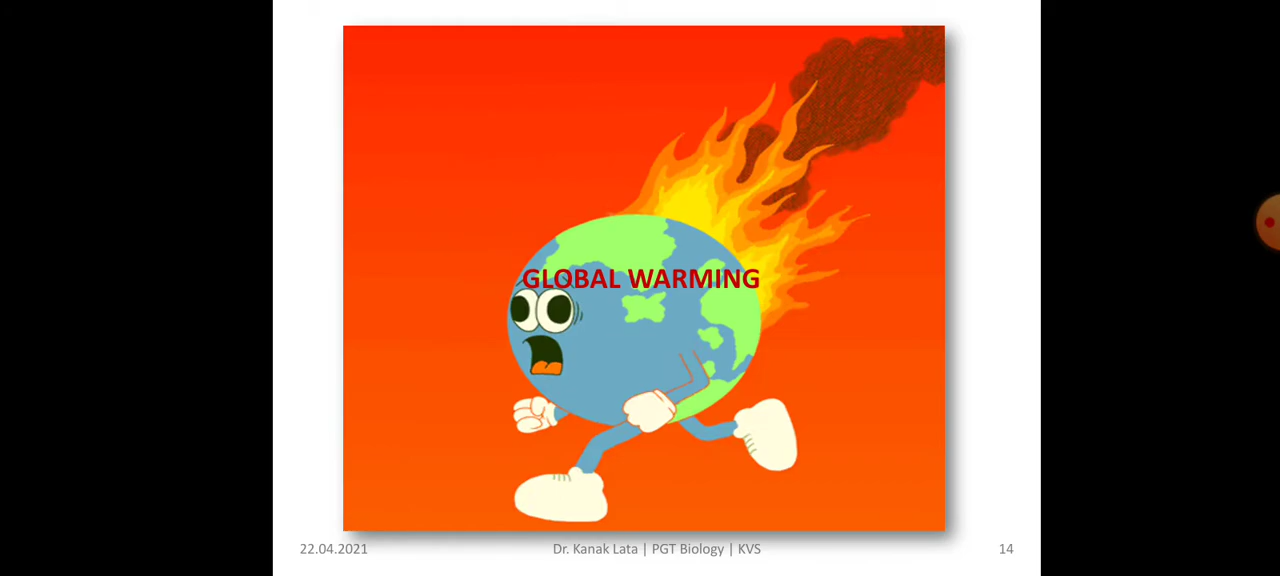 GLOBAL WARMING
22.04.2021
Dr. Kanak Lata | PGT Biology | KVS
14